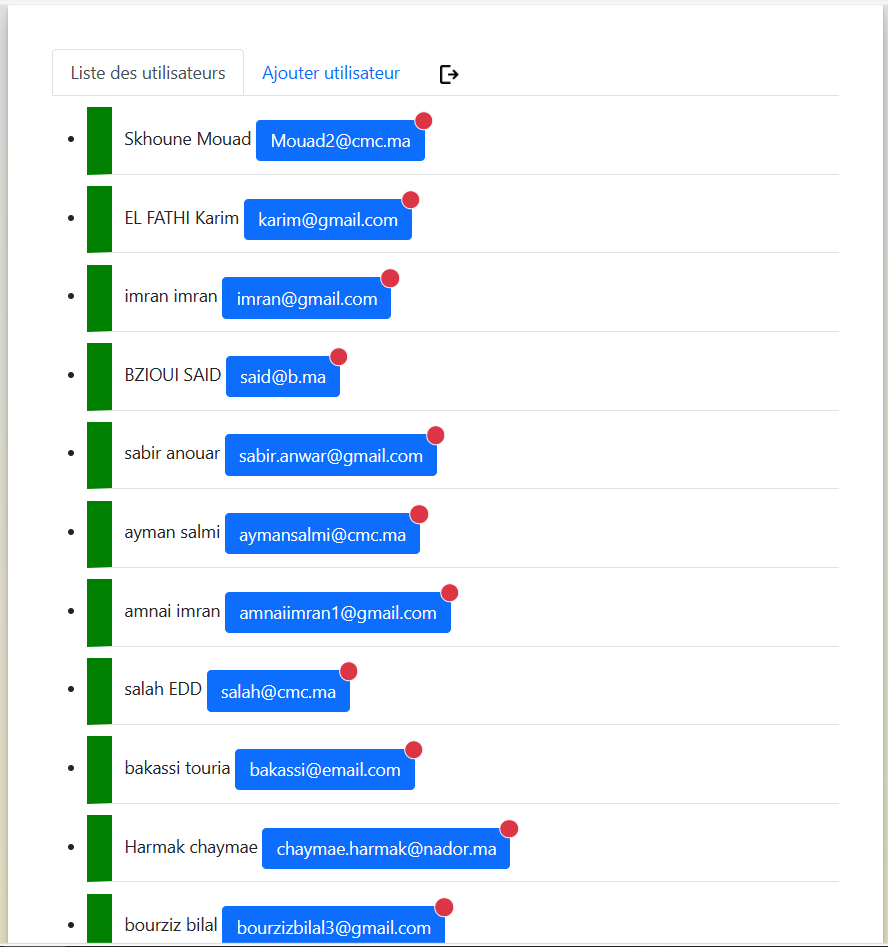 Liste des utilisateurs Ajouter utilisateur
Skhoune Mouad Mouad2@cmc.ma
EL FATHI Karim karim@gmail.com
imran imran imran@gmail.com
BZIOUI SAID said@b.ma
sabir anouar sabir.anwar@gmail.com
ayman salmi aymansalmi@cmc.ma
amnai imran amnaiimran1@gmail.com
salah EDD salah@cmc.ma
bakassi touria bakassi@email.com
Harmak chaymae chaymae.harmak@nador.ma
bourziz bilal bourzizbilal3@gmail.com